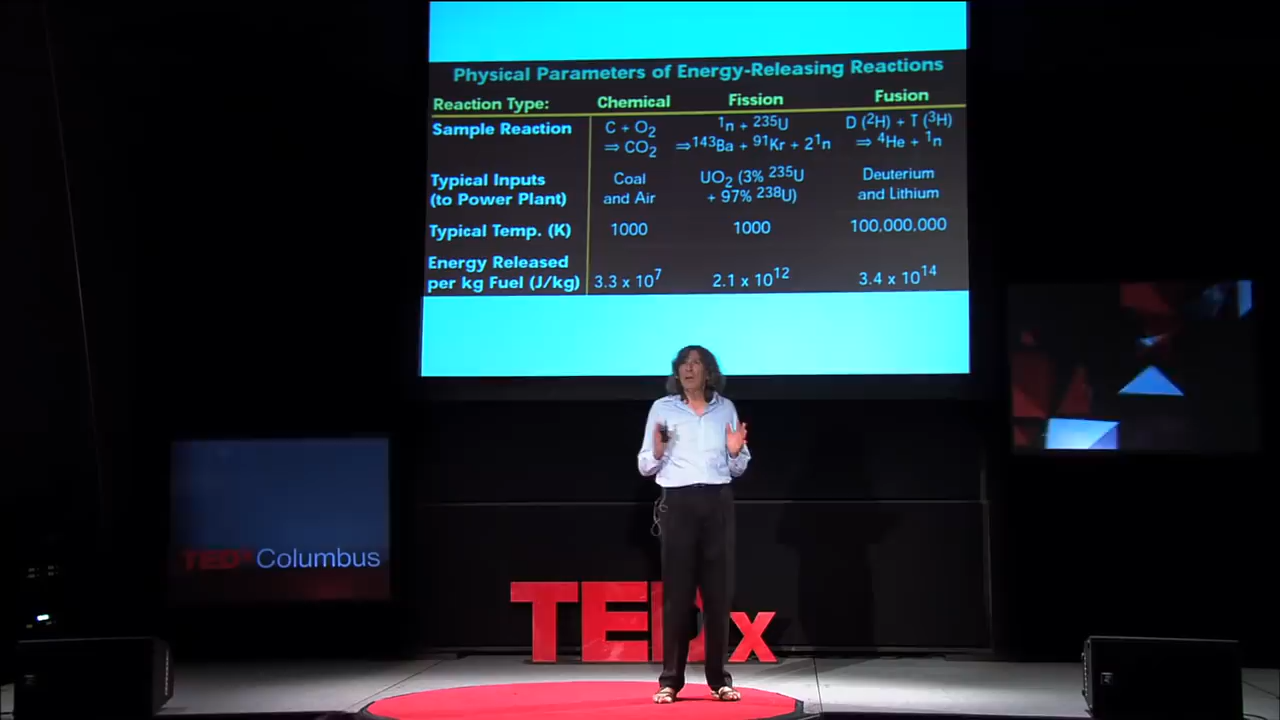 Physical Parameters of Energy-Releasing Reactions
Reaction Type: Chemical Fission Fusion
Sample Reaction C + O₂ ¹n + ²³⁵U D (²H) + T (³H)
⇒ CO₂ ⇒¹⁴³Ba + ⁹¹Kr + 2¹n ⇒ ⁴He + ¹n
Typical Inputs Coal UO₂ (3% ²³⁵U Deuterium
(to Power Plant) and Air + 97% ²³⁸U) and Lithium
Typical Temp. (K) 1000 1000 100,000,000
Energy Released
per kg Fuel (J/kg) 3.3 x 10⁷ 2.1 x 10¹² 3.4 x 10¹⁴
TEDxColumbus
TEDx